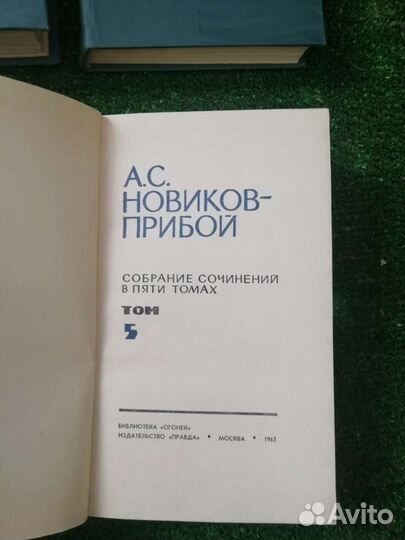 А.С.
НОВИКОВ-
ПРИБОЙ
СОБРАНИЕ СОЧИНЕНИЙ
В ПЯТИ ТОМАХ
ТОМ
5
БИБЛИОТЕКА «ОГОНЕК»
ИЗДАТЕЛЬСТВО «ПРАВДА» • МОСКВА • 1963
Avito